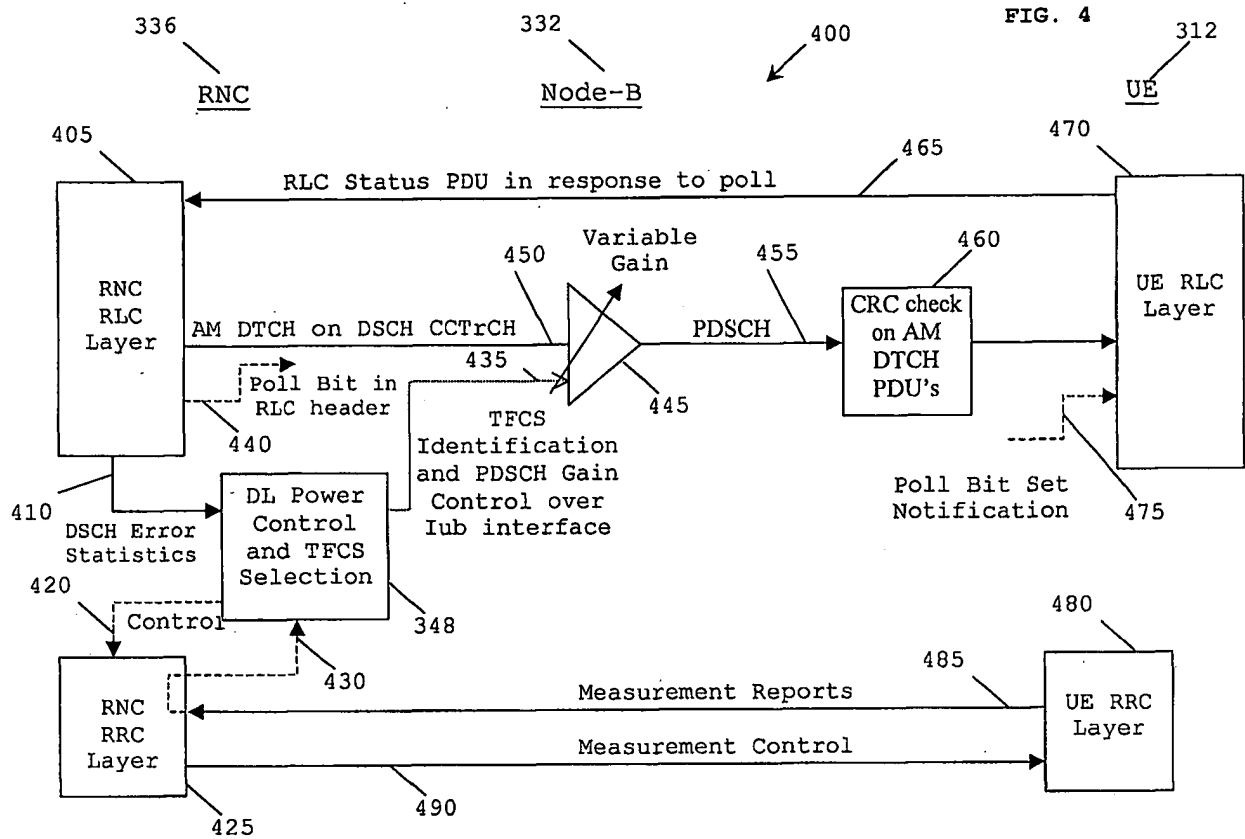 FIG. 4
336
332
400
312
RNC
Node-B
UE
405
465
470
RLC Status PDU in response to poll
Variable
Gain
450
455
460
RNC
RLC
Layer
UE RLC
Layer
CRC check
on AM
DTCH
PDU's
AM DTCH on DSCH CCTrCH
PDSCH
435
Poll Bit in
RLC header
440
445
TFCS
Identification
and PDSCH Gain
Control over
Iub interface
410
DL Power
Control
and TFCS
Selection
Poll Bit Set
Notification
475
DSCH Error
Statistics
420
Control
348
480
430
485
RNC
RRC
Layer
Measurement Reports
UE RRC
Layer
Measurement Control
490
425